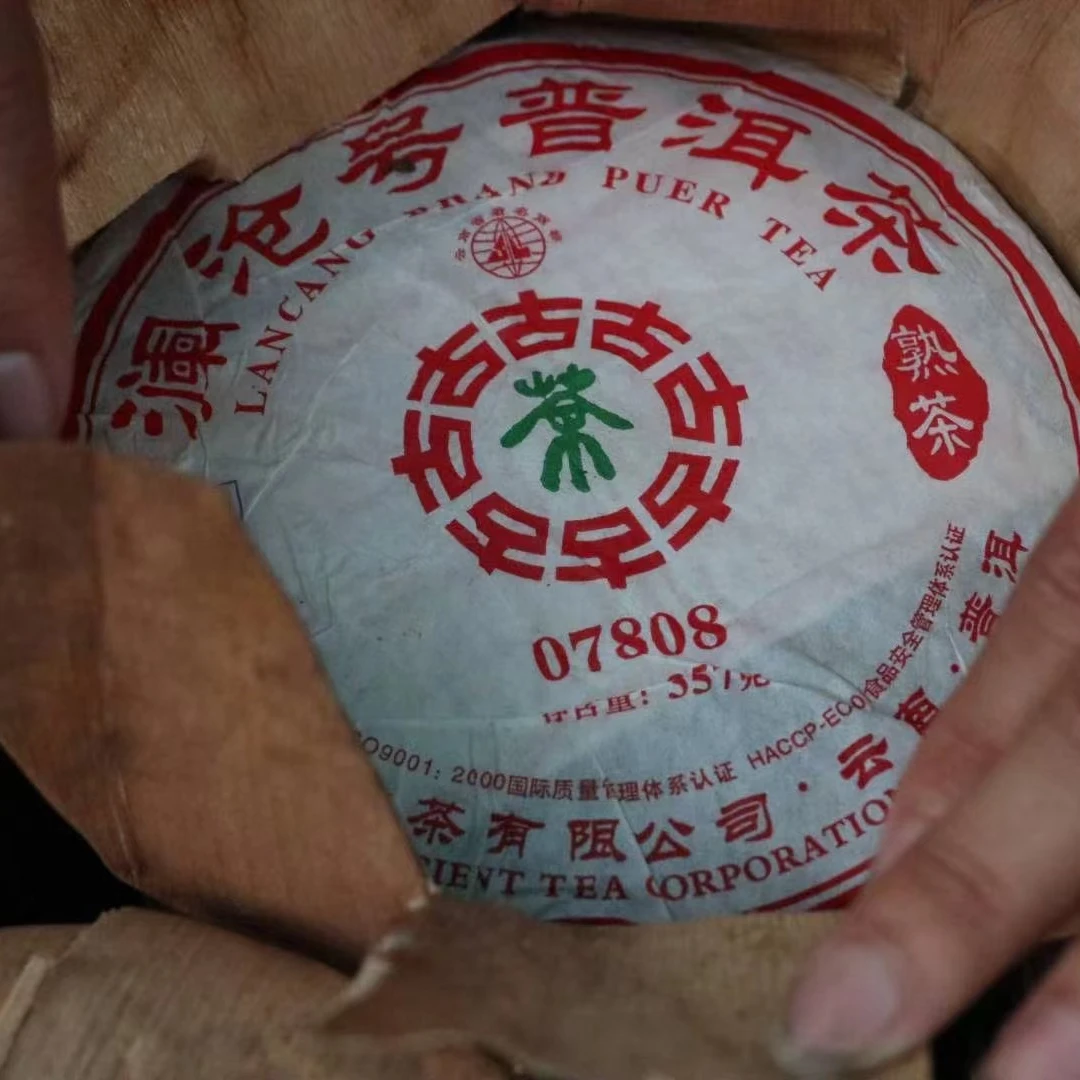 澜沧号普洱茶
LANCANG BRAND PUER TEA
古古古古古古古古
茶
熟茶
07808
357克
ISO9001:2000国际质量管理体系认证 HACCP-EC01食品安全管理体系认证
茶有限公司·云南·普洱
TEA CORPORATION